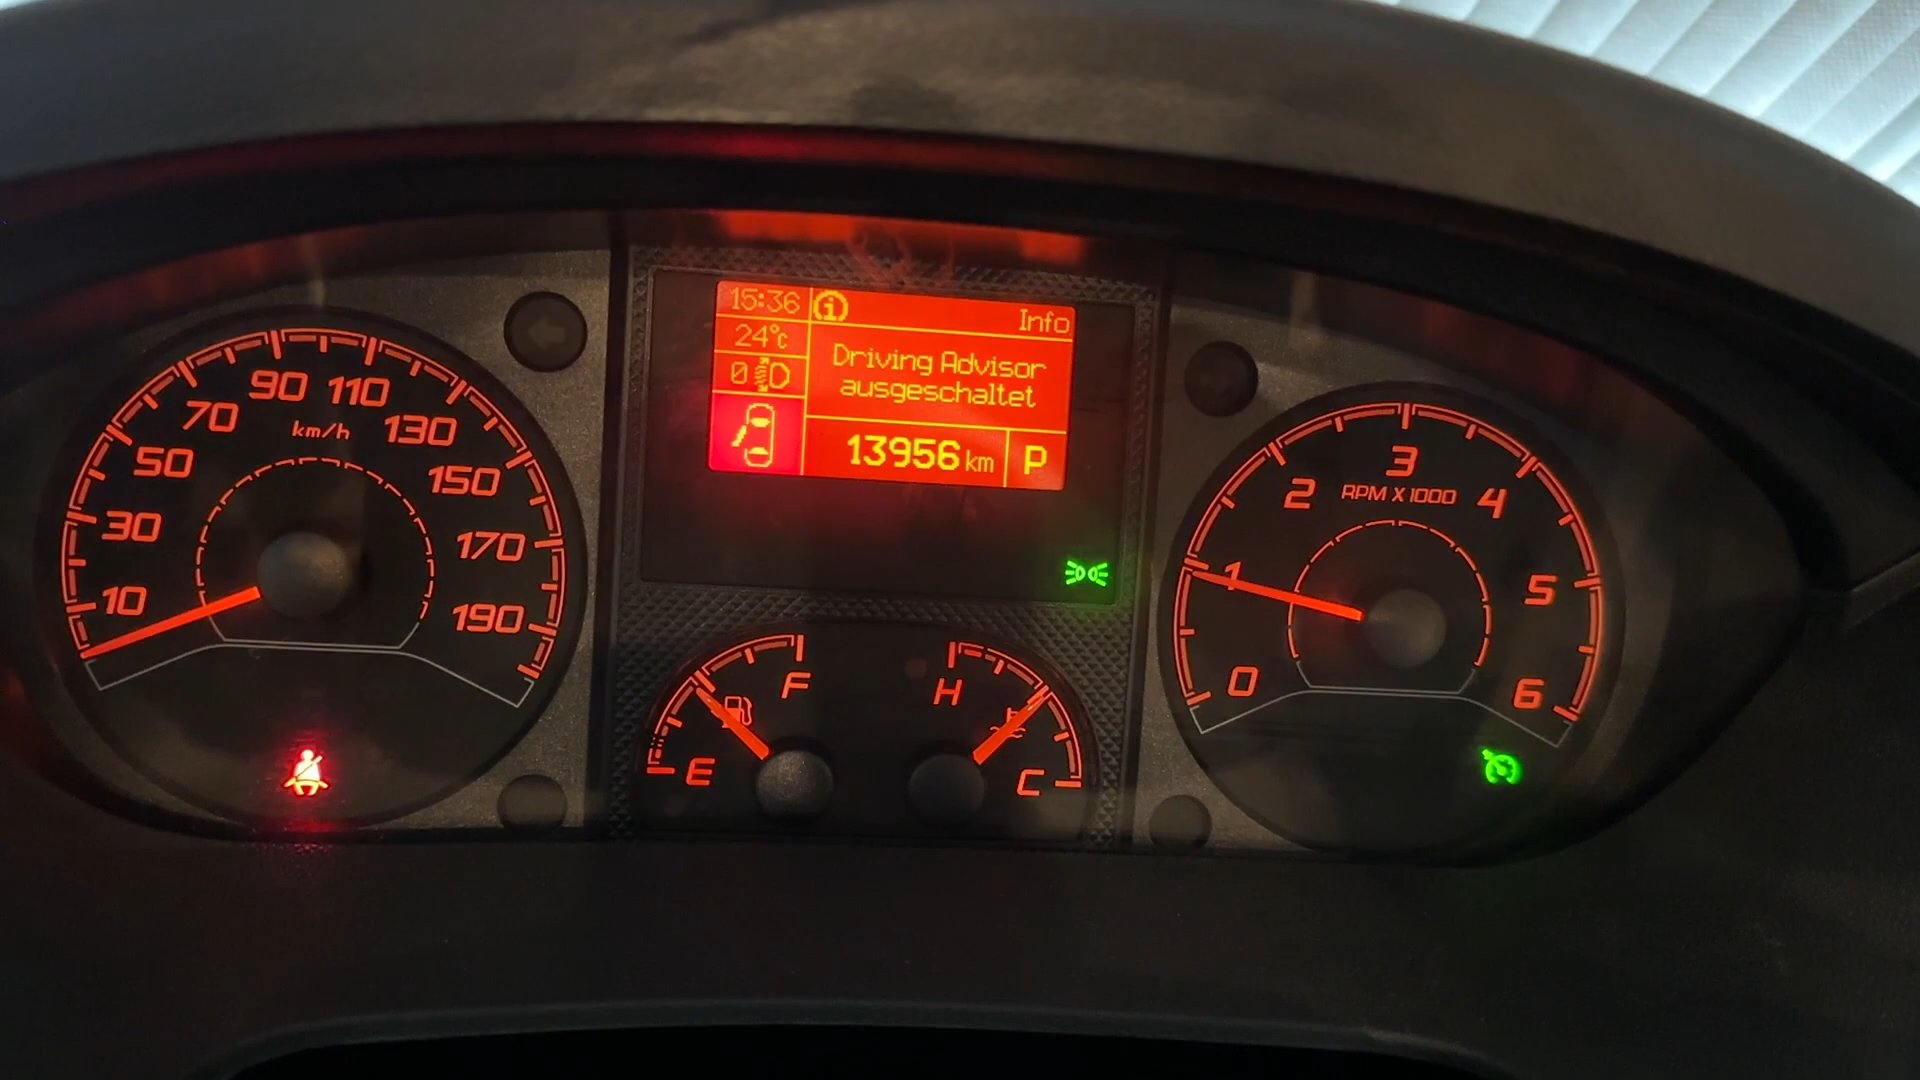 15:36
Info
24°C
0
Driving Advisor
ausgeschaltet
13956 km
P
10
30
50
70
90
110
130
150
170
190
km/h
E
F
H
C
0
1
2
3
4
5
6
RPM X 1000